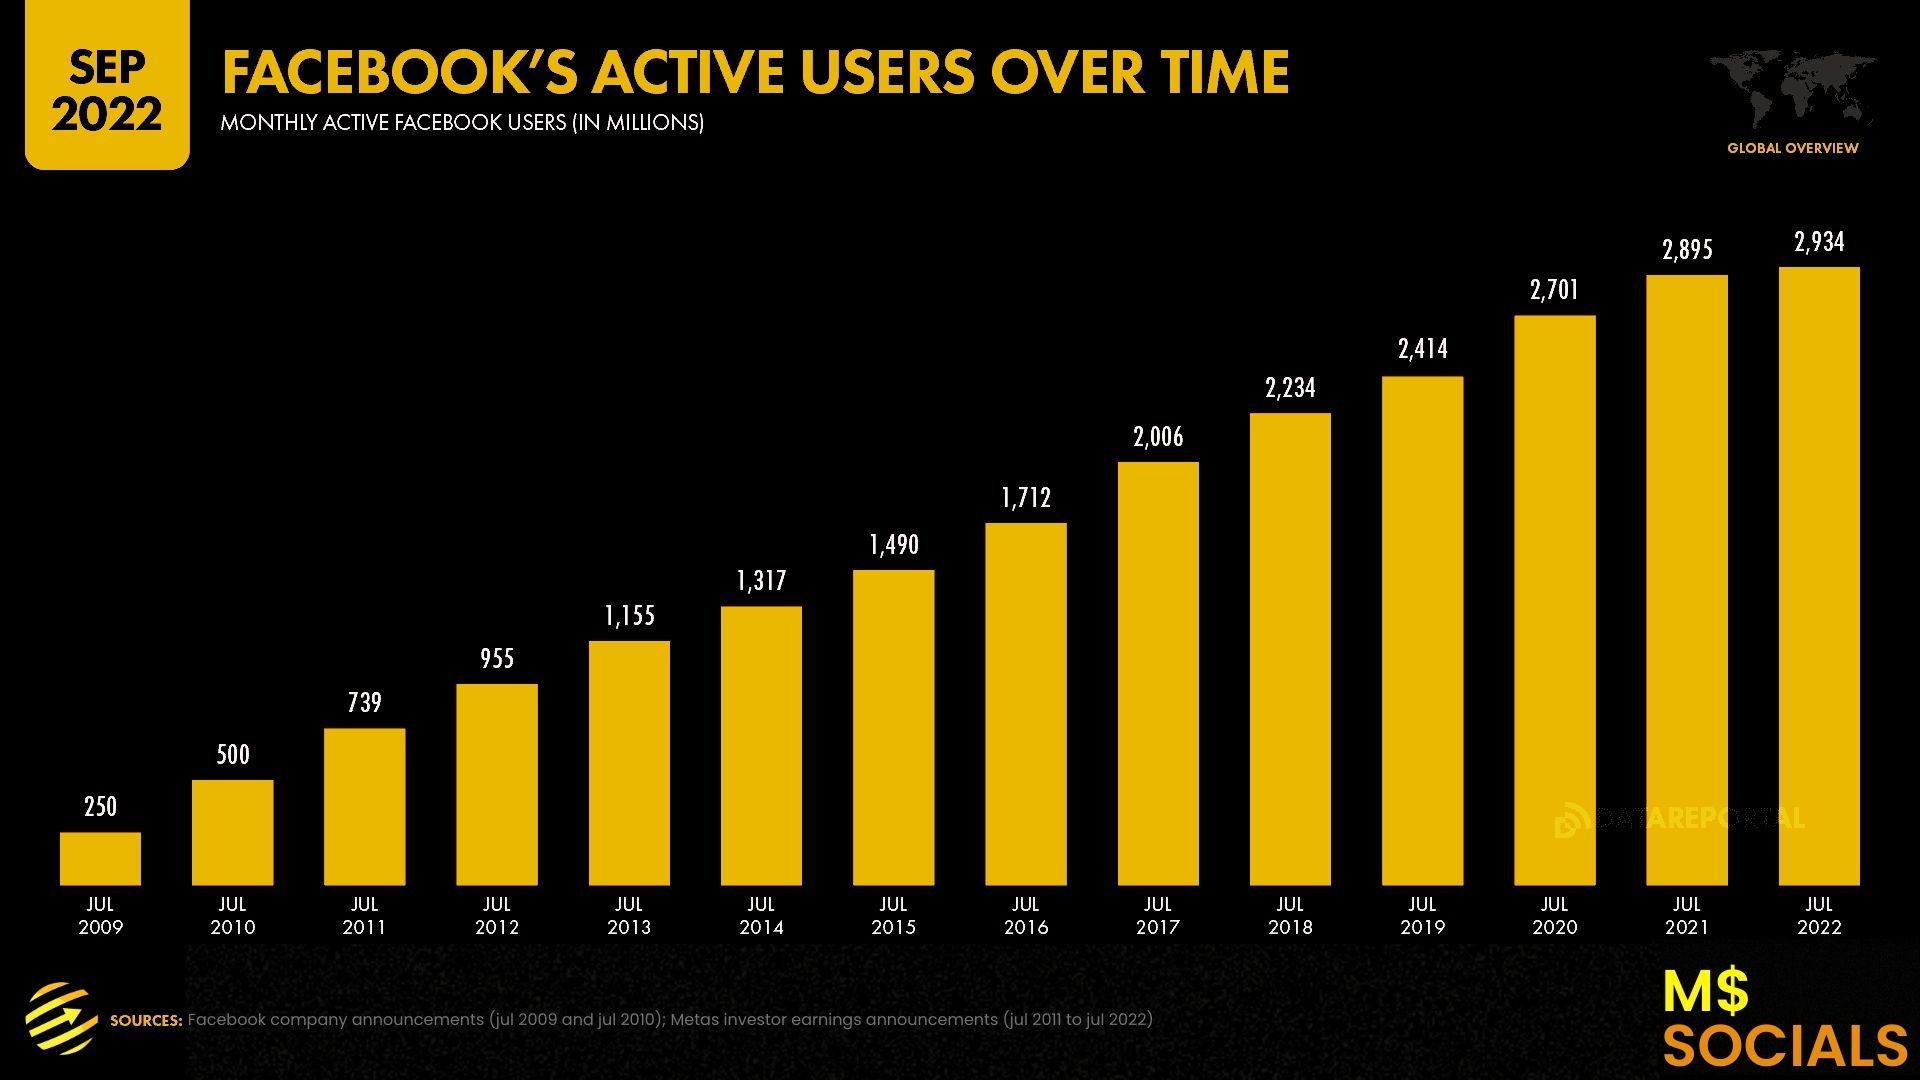 SEP
2022
FACEBOOK'S ACTIVE USERS OVER TIME
MONTHLY ACTIVE FACEBOOK USERS (IN MILLIONS)
GLOBAL OVERVIEW
250
500
739
955
1,155
1,317
1,490
1,712
2,006
2,234
2,414
2,701
2,895
2,934
DATAREPORTAL
JUL
2009
JUL
2010
JUL
2011
JUL
2012
JUL
2013
JUL
2014
JUL
2015
JUL
2016
JUL
2017
JUL
2018
JUL
2019
JUL
2020
JUL
2021
JUL
2022
SOURCES: Facebook company announcements (jul 2009 and jul 2010); Metas investor earnings announcements (jul 2011 to jul 2022)
M$
SOCIALS